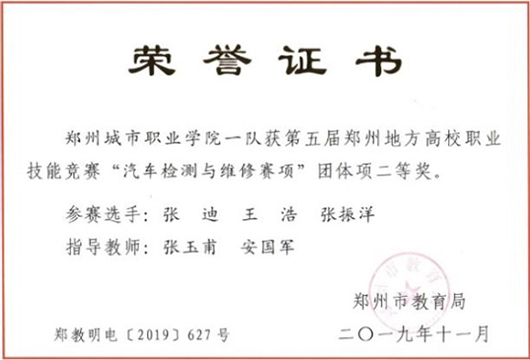 荣誉证书
郑州城市职业学院一队获第五届郑州地方高校职业
技能竞赛“汽车检测与维修赛项”团体项二等奖。
参赛选手：张 迪 王 浩 张振洋
指导教师：张玉甫 安国军
郑州市教育局
郑教明电〔2019〕627号 二〇一九年十一月